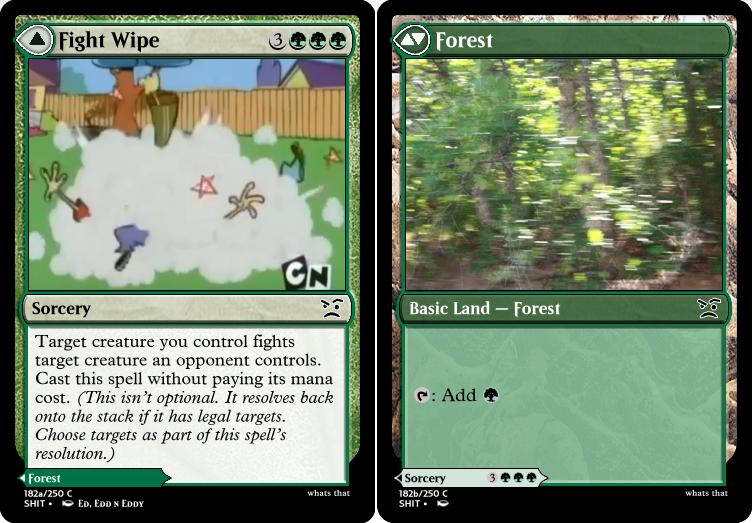 Fight Wipe 3
CN
Sorcery
Target creature you control fights
target creature an opponent controls.
Cast this spell without paying its mana
cost. (This isn't optional. It resolves back
onto the stack if it has legal targets.
Choose targets as part of this spell's
resolution.)
Forest
182a/250 C
SHIT • ED, EDD N EDDY
whats that
Forest
Basic Land — Forest
: Add
Sorcery 3
182b/250 C
SHIT •
whats that